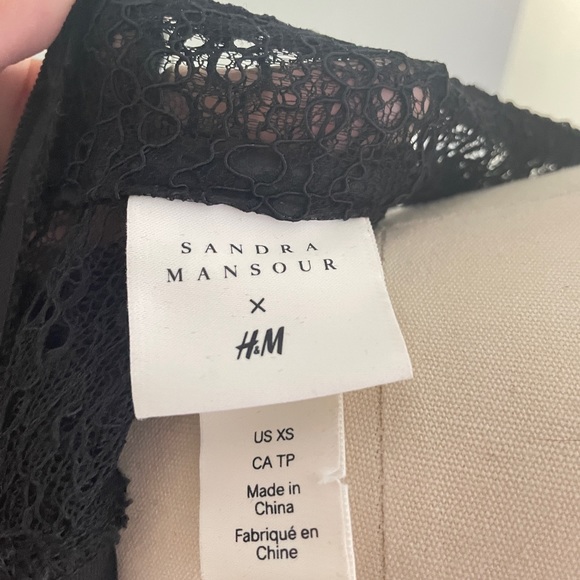 SANDRA
MANSOUR
×
H&M
US XS
CA TP
Made in
China
Fabriqué en
Chine